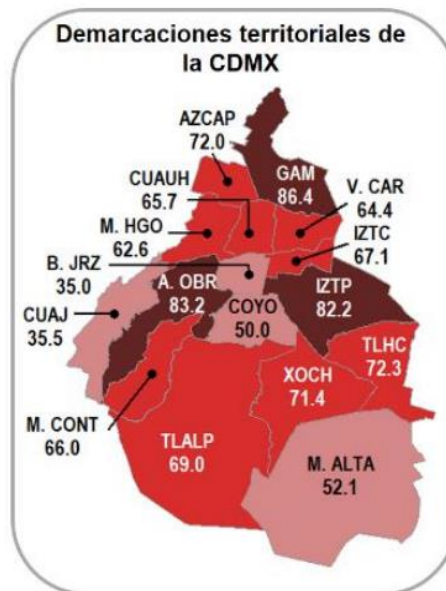 Demarcaciones territoriales de
la CDMX
AZCAP
72.0
GAM
86.4
CUAUH
65.7
V. CAR
64.4
M. HGO
62.6
IZTC
67.1
B. JRZ
35.0
A. OBR
83.2
IZTP
82.2
CUAJ
35.5
COYO
50.0
TLHC
72.3
XOCH
71.4
M. CONT
66.0
TLALP
69.0
M. ALTA
52.1